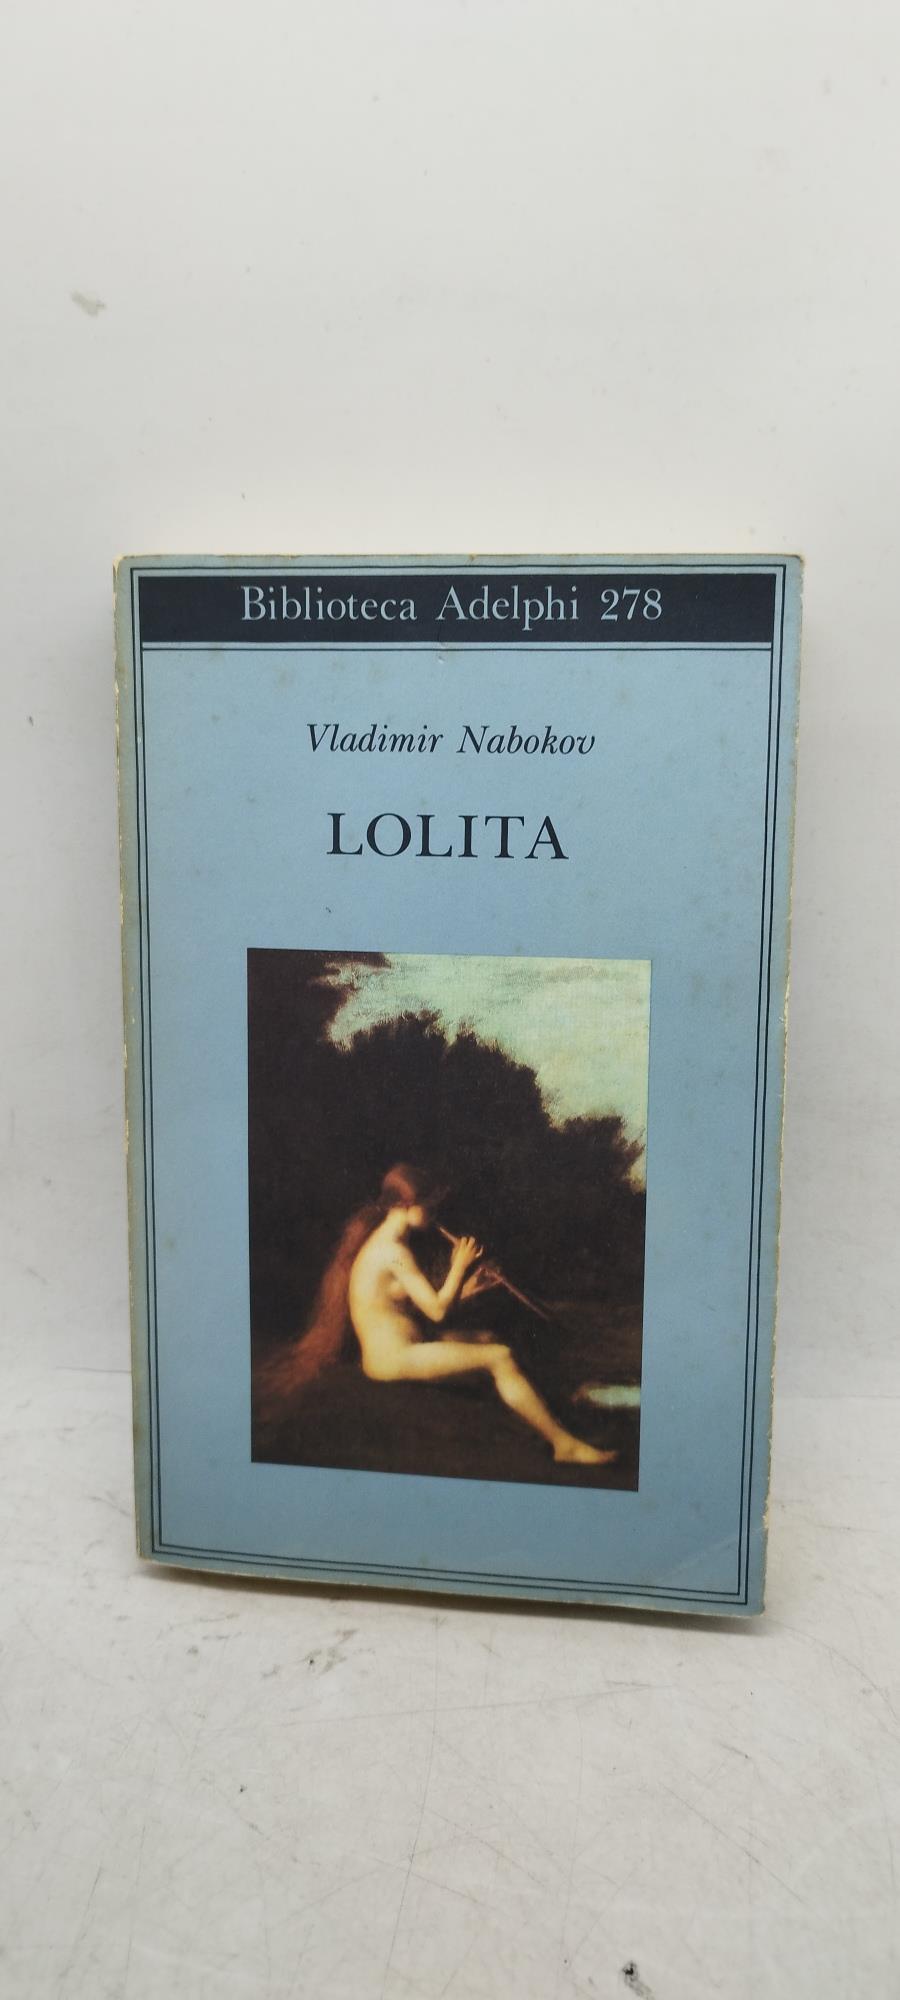 Biblioteca Adelphi 278
Vladimir Nabokov
LOLITA